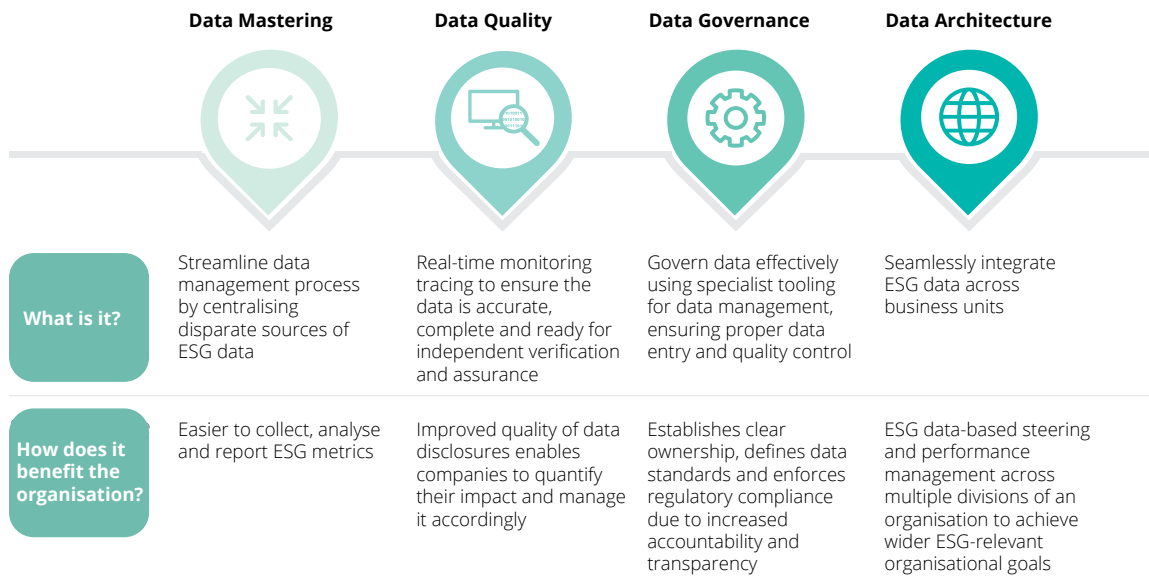 Data Mastering
Data Quality
Data Governance
Data Architecture
What is it?
Streamline data
management process
by centralising
disparate sources of
ESG data
Real-time monitoring
tracing to ensure the
data is accurate,
complete and ready for
independent verification
and assurance
Govern data effectively
using specialist tooling
for data management,
ensuring proper data
entry and quality control
Seamlessly integrate
ESG data across
business units
How does it
benefit the
organisation?
Easier to collect, analyse
and report ESG metrics
Improved quality of data
disclosures enables
companies to quantify
their impact and manage
it accordingly
Establishes clear
ownership, defines data
standards and enforces
regulatory compliance
due to increased
accountability and
transparency
ESG data-based steering
and performance
management across
multiple divisions of an
organisation to achieve
wider ESG-relevant
organisational goals